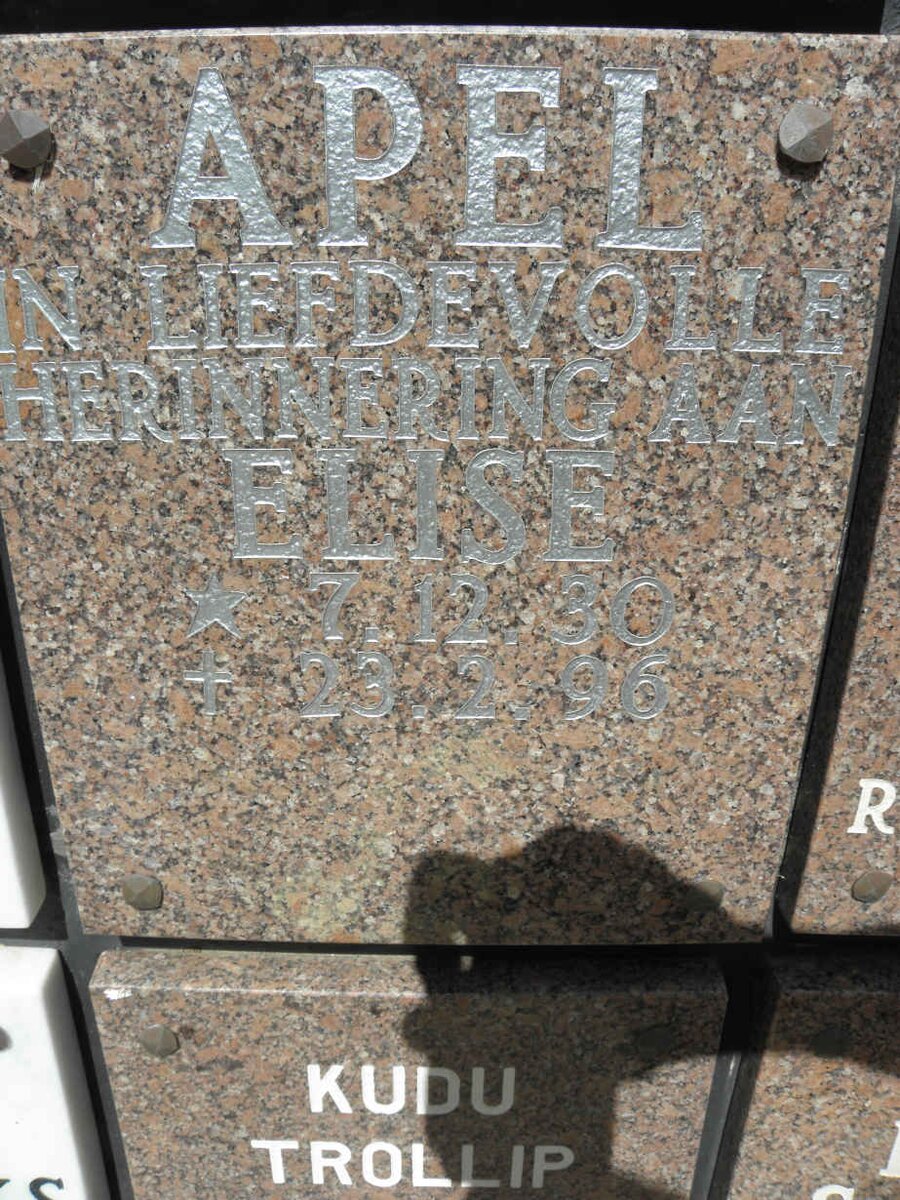 APEL
IN LIEFDEVOLLE
HERINNERING AAN
ELISE
★ 7.12.30
✝ 23.2.96
KUDU
TROLLIP